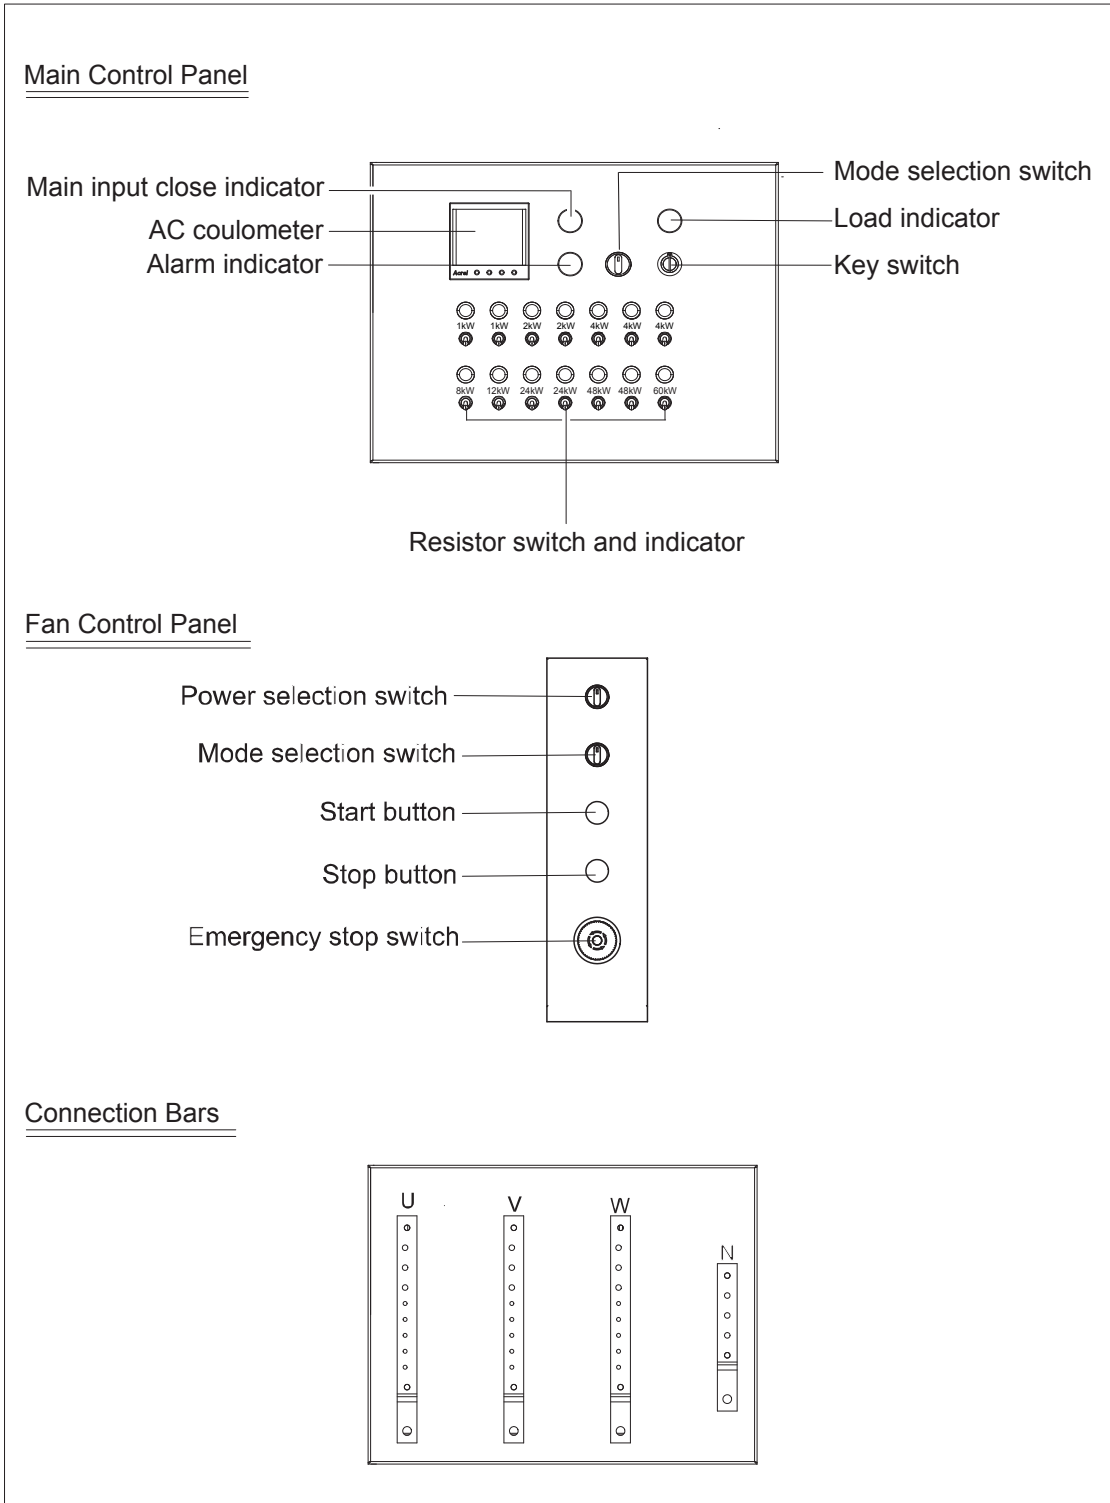 Main Control Panel
Main input close indicator
AC coulometer
Alarm indicator
Mode selection switch
Load indicator
Key switch
Acrel
1kW 1kW 2kW 2kW 4kW 4kW 4kW
8kW 12kW 24kW 24kW 48kW 48kW 60kW
Resistor switch and indicator
Fan Control Panel
Power selection switch
Mode selection switch
Start button
Stop button
Emergency stop switch
Connection Bars
U V W N